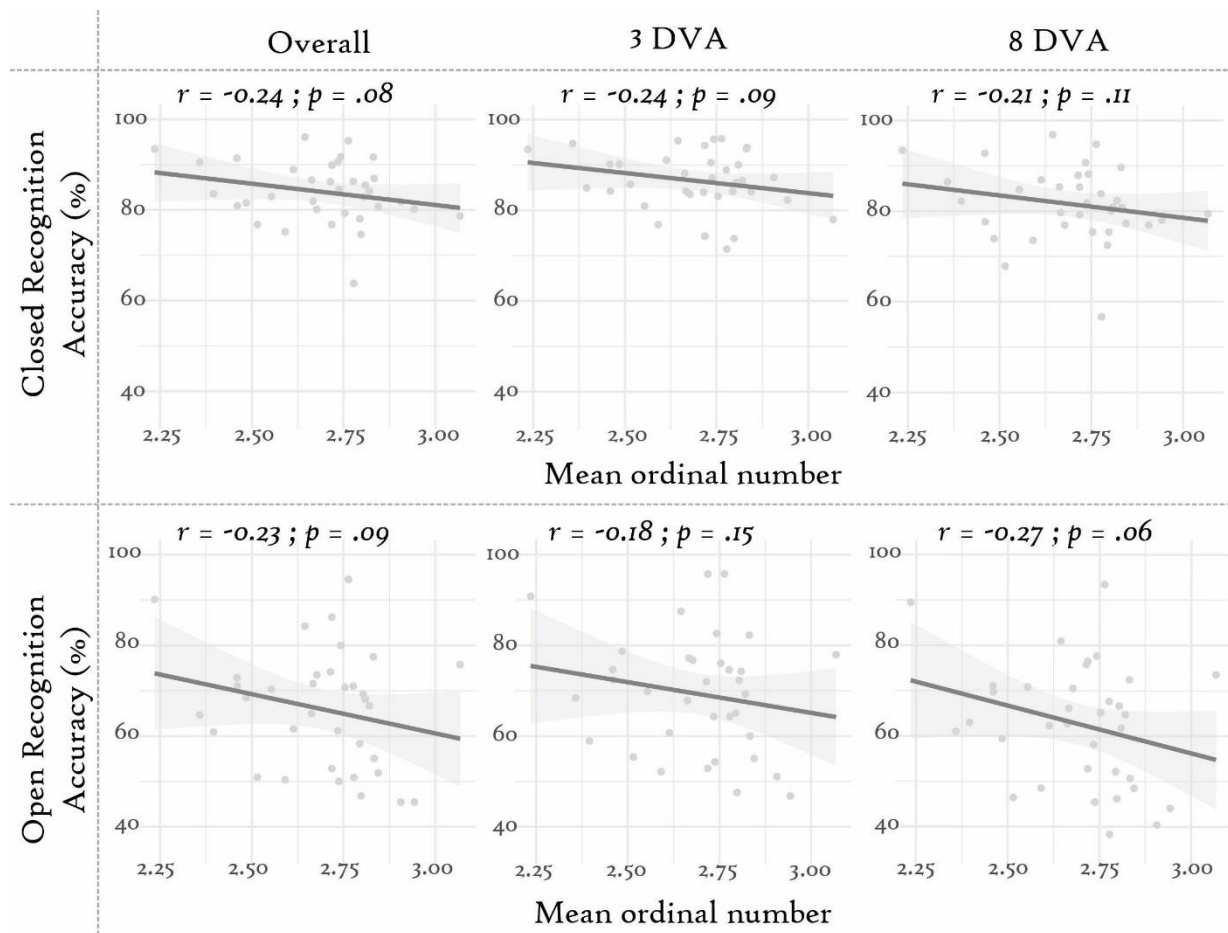 Overall
3 DVA
8 DVA
Closed Recognition
Accuracy (%)
r = -0.24 ; p = .08
100
80
60
40
2.25 2.50 2.75 3.00
r = -0.24 ; p = .09
100
80
60
40
2.25 2.50 2.75 3.00
r = -0.21 ; p = .11
100
80
60
40
2.25 2.50 2.75 3.00
Mean ordinal number
Open Recognition
Accuracy (%)
r = -0.23 ; p = .09
100
80
60
40
2.25 2.50 2.75 3.00
r = -0.18 ; p = .15
100
80
60
40
2.25 2.50 2.75 3.00
r = -0.27 ; p = .06
100
80
60
40
2.25 2.50 2.75 3.00
Mean ordinal number